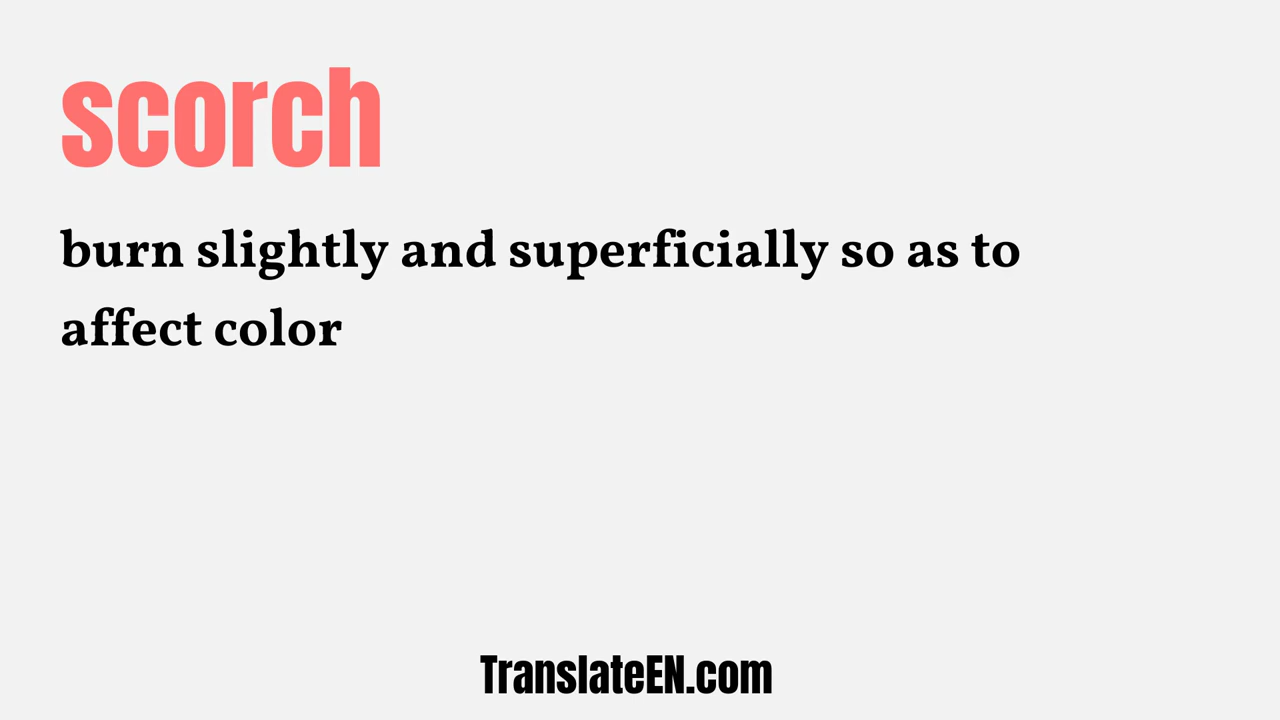 scorch
burn slightly and superficially so as to
affect color
TranslateEN.com